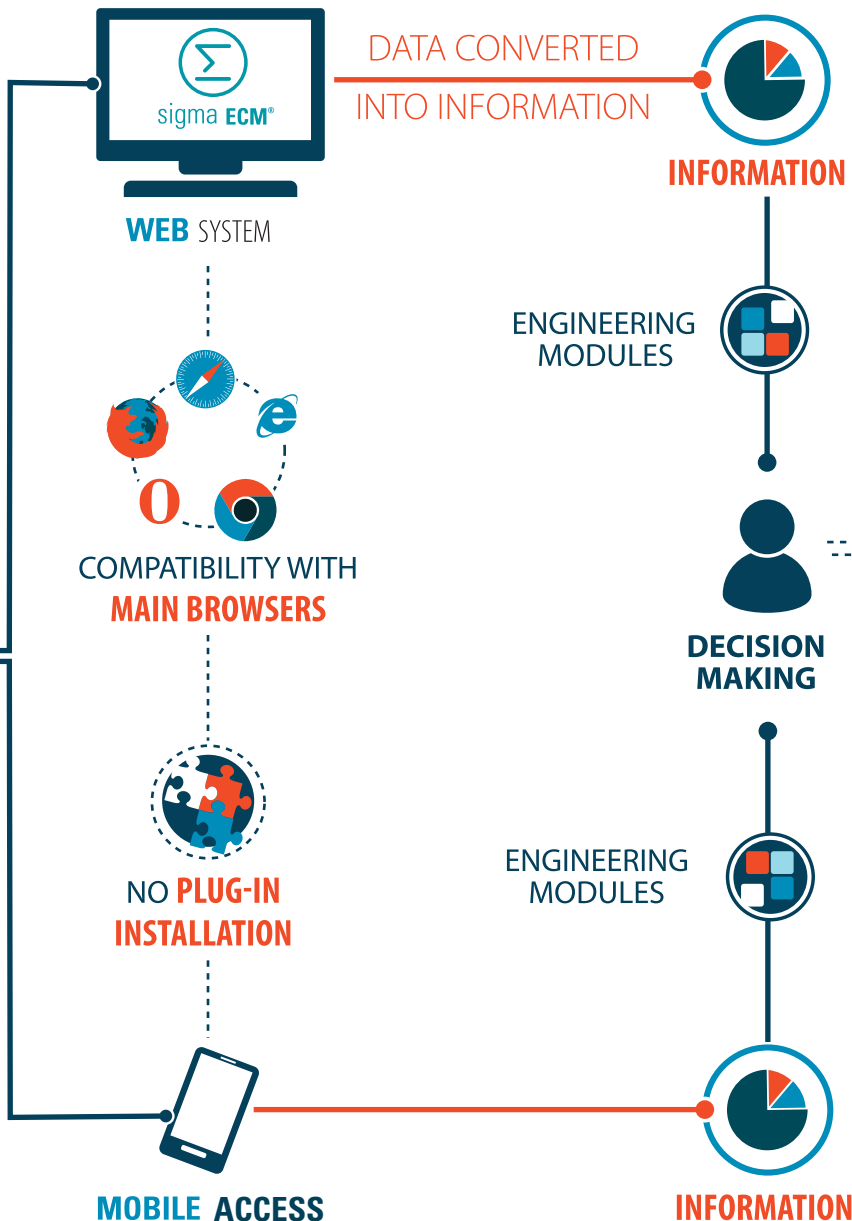 DATA CONVERTED
INTO INFORMATION
sigma ECM®
INFORMATION
WEB SYSTEM
ENGINEERING
MODULES
COMPATIBILITY WITH
MAIN BROWSERS
DECISION
MAKING
NO PLUG-IN
INSTALLATION
ENGINEERING
MODULES
MOBILE ACCESS
INFORMATION